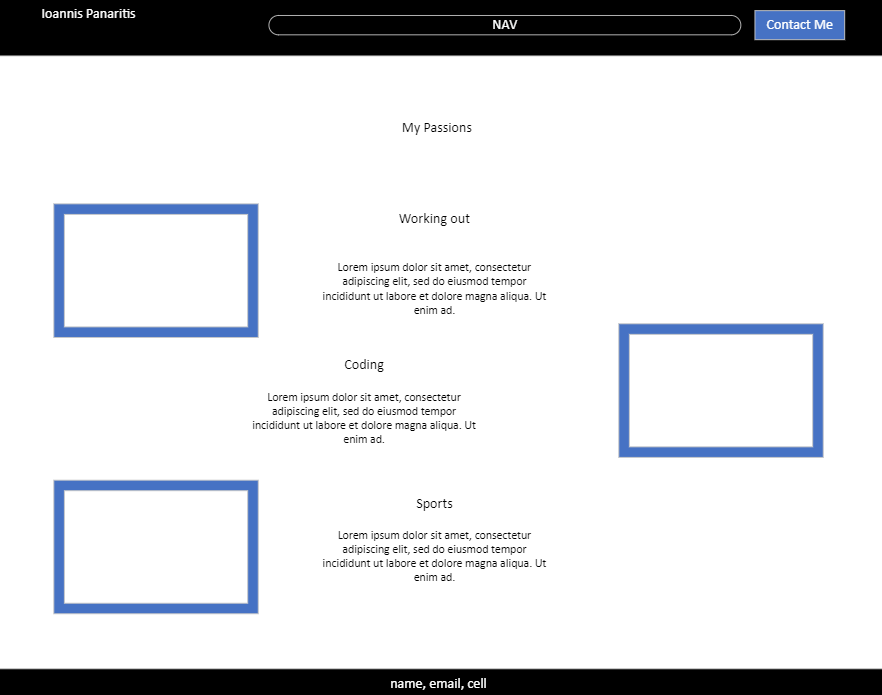 Ioannis Panaritis
NAV
Contact Me
My Passions
Working out
Lorem ipsum dolor sit amet, consectetur
adipiscing elit, sed do eiusmod tempor
incididunt ut labore et dolore magna aliqua. Ut
enim ad.
Coding
Lorem ipsum dolor sit amet, consectetur
adipiscing elit, sed do eiusmod tempor
incididunt ut labore et dolore magna aliqua. Ut
enim ad.
Sports
Lorem ipsum dolor sit amet, consectetur
adipiscing elit, sed do eiusmod tempor
incididunt ut labore et dolore magna aliqua. Ut
enim ad.
name, email, cell